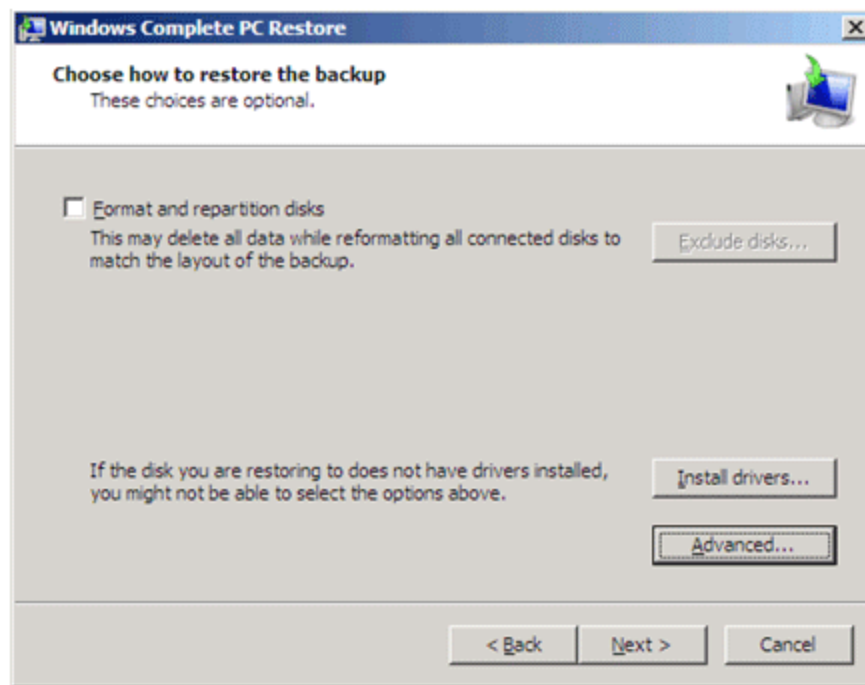 Windows Complete PC Restore
Choose how to restore the backup
These choices are optional.
Format and repartition disks
This may delete all data while reformatting all connected disks to
match the layout of the backup.
Exclude disks...
If the disk you are restoring to does not have drivers installed,
you might not be able to select the options above.
Install drivers...
Advanced...
< Back
Next >
Cancel